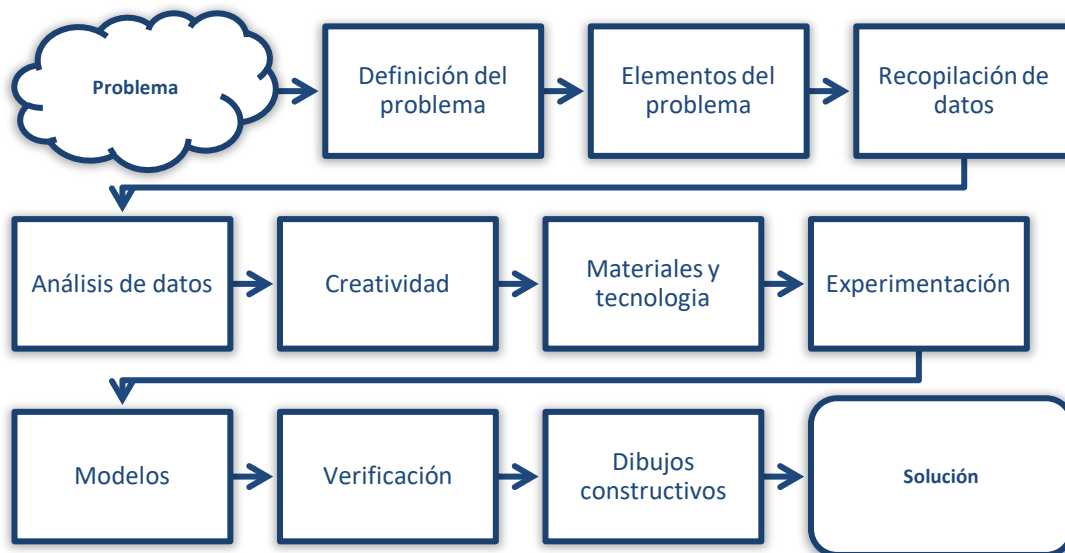 Problema
Definición del
problema
Elementos del
problema
Recopilación de
datos
Análisis de datos
Creatividad
Materiales y
tecnologia
Experimentación
Modelos
Verificación
Dibujos
constructivos
Solución